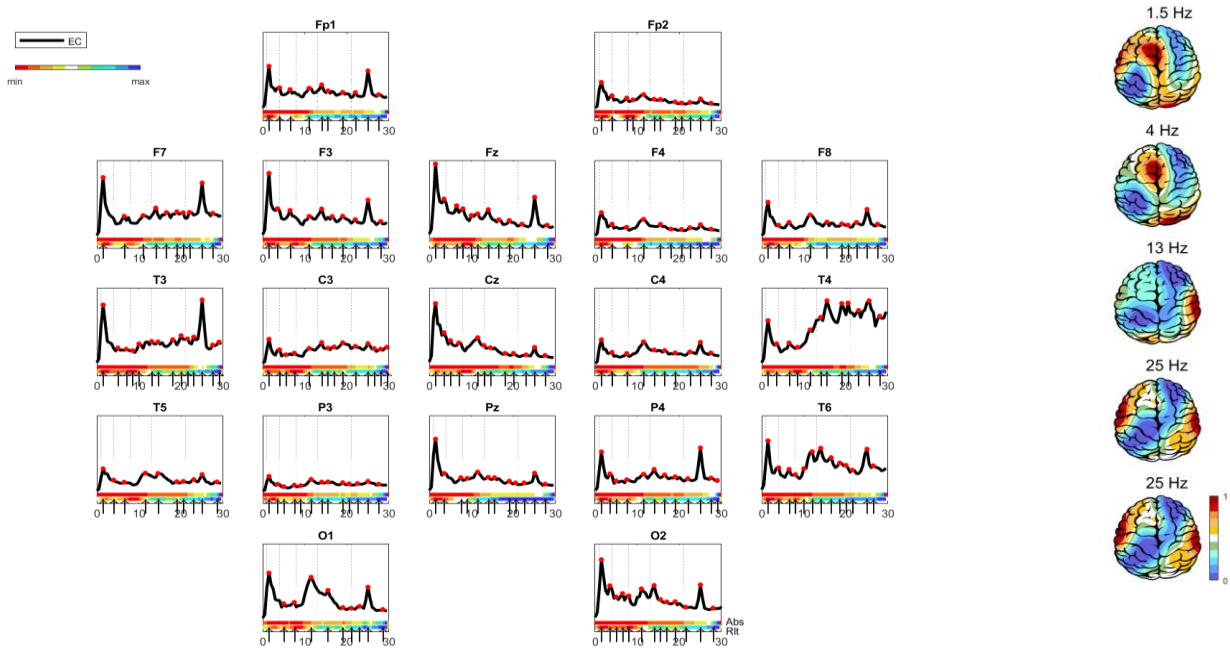 Fp1 Fp2 1.5 Hz
EC
min max
0 10 20 30 0 10 20 30
4 Hz
F7 F3 Fz F4 F8
0 10 20 30 0 10 20 30 0 10 20 30 0 10 20 30 0 10 20 30
13 Hz
T3 C3 Cz C4 T4
25 Hz
0 10 20 30 0 10 20 30 0 10 20 30 0 10 20 30 0 10 20 30
T5 P3 Pz P4 T6
25 Hz
1
0 10 20 30 0 10 20 30 0 10 20 30 0 10 20 30 0 10 20 30
O1 O2
0
Abs
Rlt
0 10 20 30 0 10 20 30